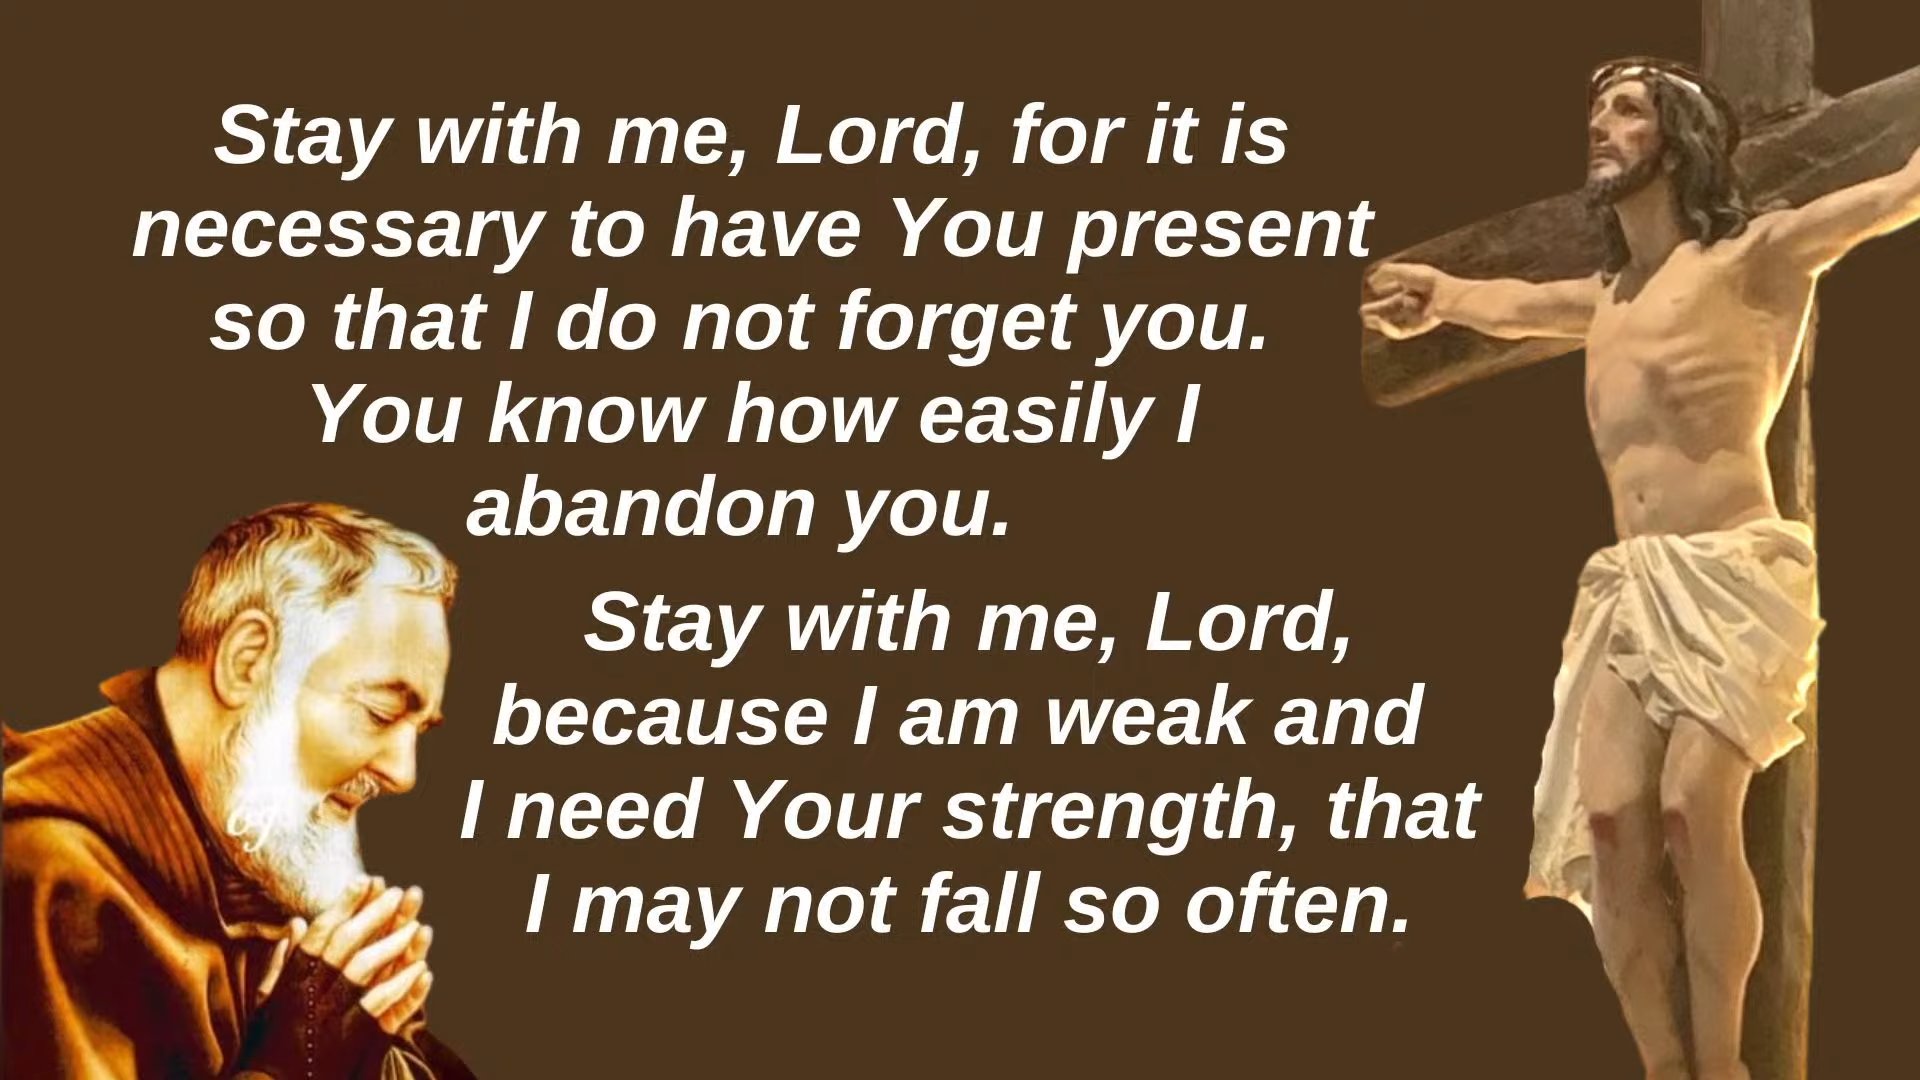 Stay with me, Lord, for it is
necessary to have You present
so that I do not forget you.
You know how easily I
abandon you.
Stay with me, Lord,
because I am weak and
I need Your strength, that
I may not fall so often.